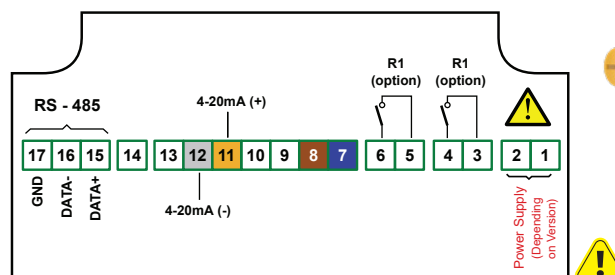 R1
(option)
R1
(option)
RS - 485
4-20mA (+)
17 16 15 14 13 12 11 10 9 8 7 6 5 4 3 2 1
GND
DATA-
DATA+
4-20mA (-)
Power Supply
(Depending
on Version)